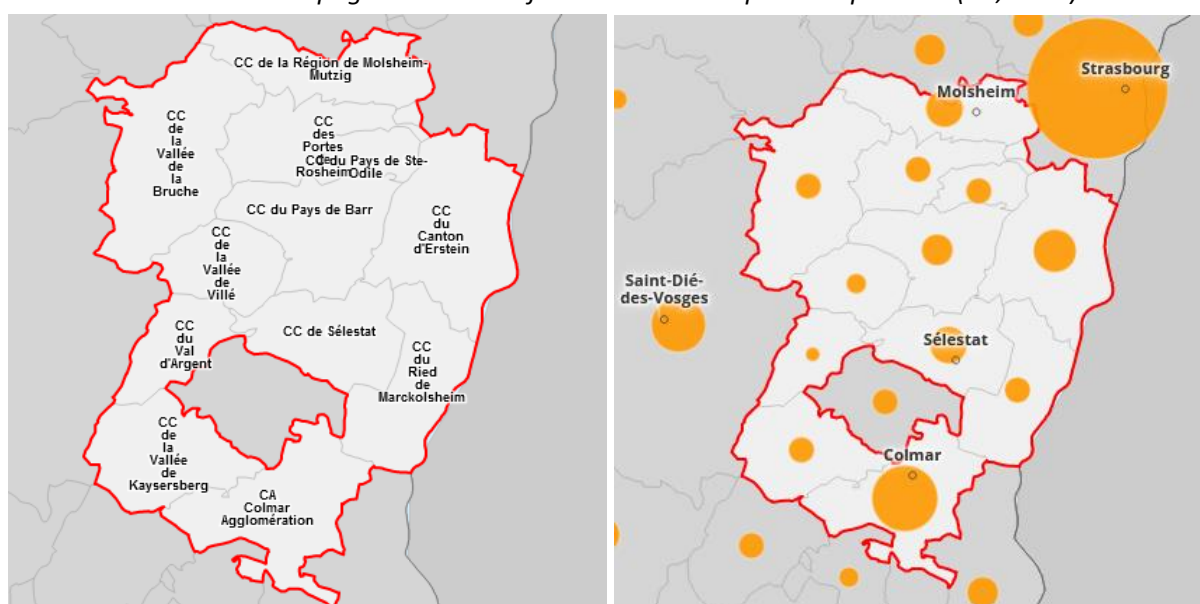 CC de la Région de Molsheim-
Mutzig
CC
de
la
Vallée
de
la
Bruche
CC
des
Portes
de
Rosheim
CC du Pays de Ste-
Odile
CC du Pays de Barr
CC
du
Canton
d'Erstein
CC
de
la
Vallée
de
Villé
CC
du
Val
d'Argent
CC de Sélestat
CC
du
Ried
de
Marckolsheim
CC
de
la
Vallée
de
Kaysersberg
CA
Colmar
Agglomération
Strasbourg
Molsheim
Saint-Dié-
des-Vosges
Sélestat
Colmar